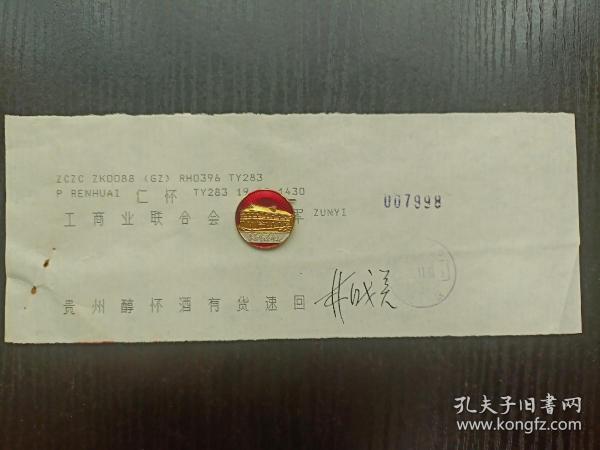 ZCZC ZK0088 (GZ) RH0396 TY283
P RENHUAI 仁怀 TY283 19 1430
工商业联合会 军 ZUNYI
007998
贵州醇怀酒有货速回
孔夫子旧书网
www.kongfz.com